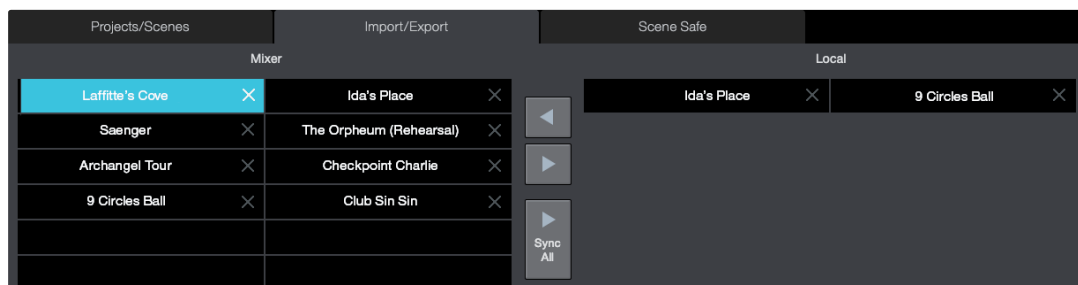 Projects/Scenes Import/Export Scene Safe
Mixer Local
Laffitte's Cove Ida's Place Ida's Place 9 Circles Ball
Saenger The Orpheum (Rehearsal)
Archangel Tour Checkpoint Charlie
9 Circles Ball Club Sin Sin
Sync
All